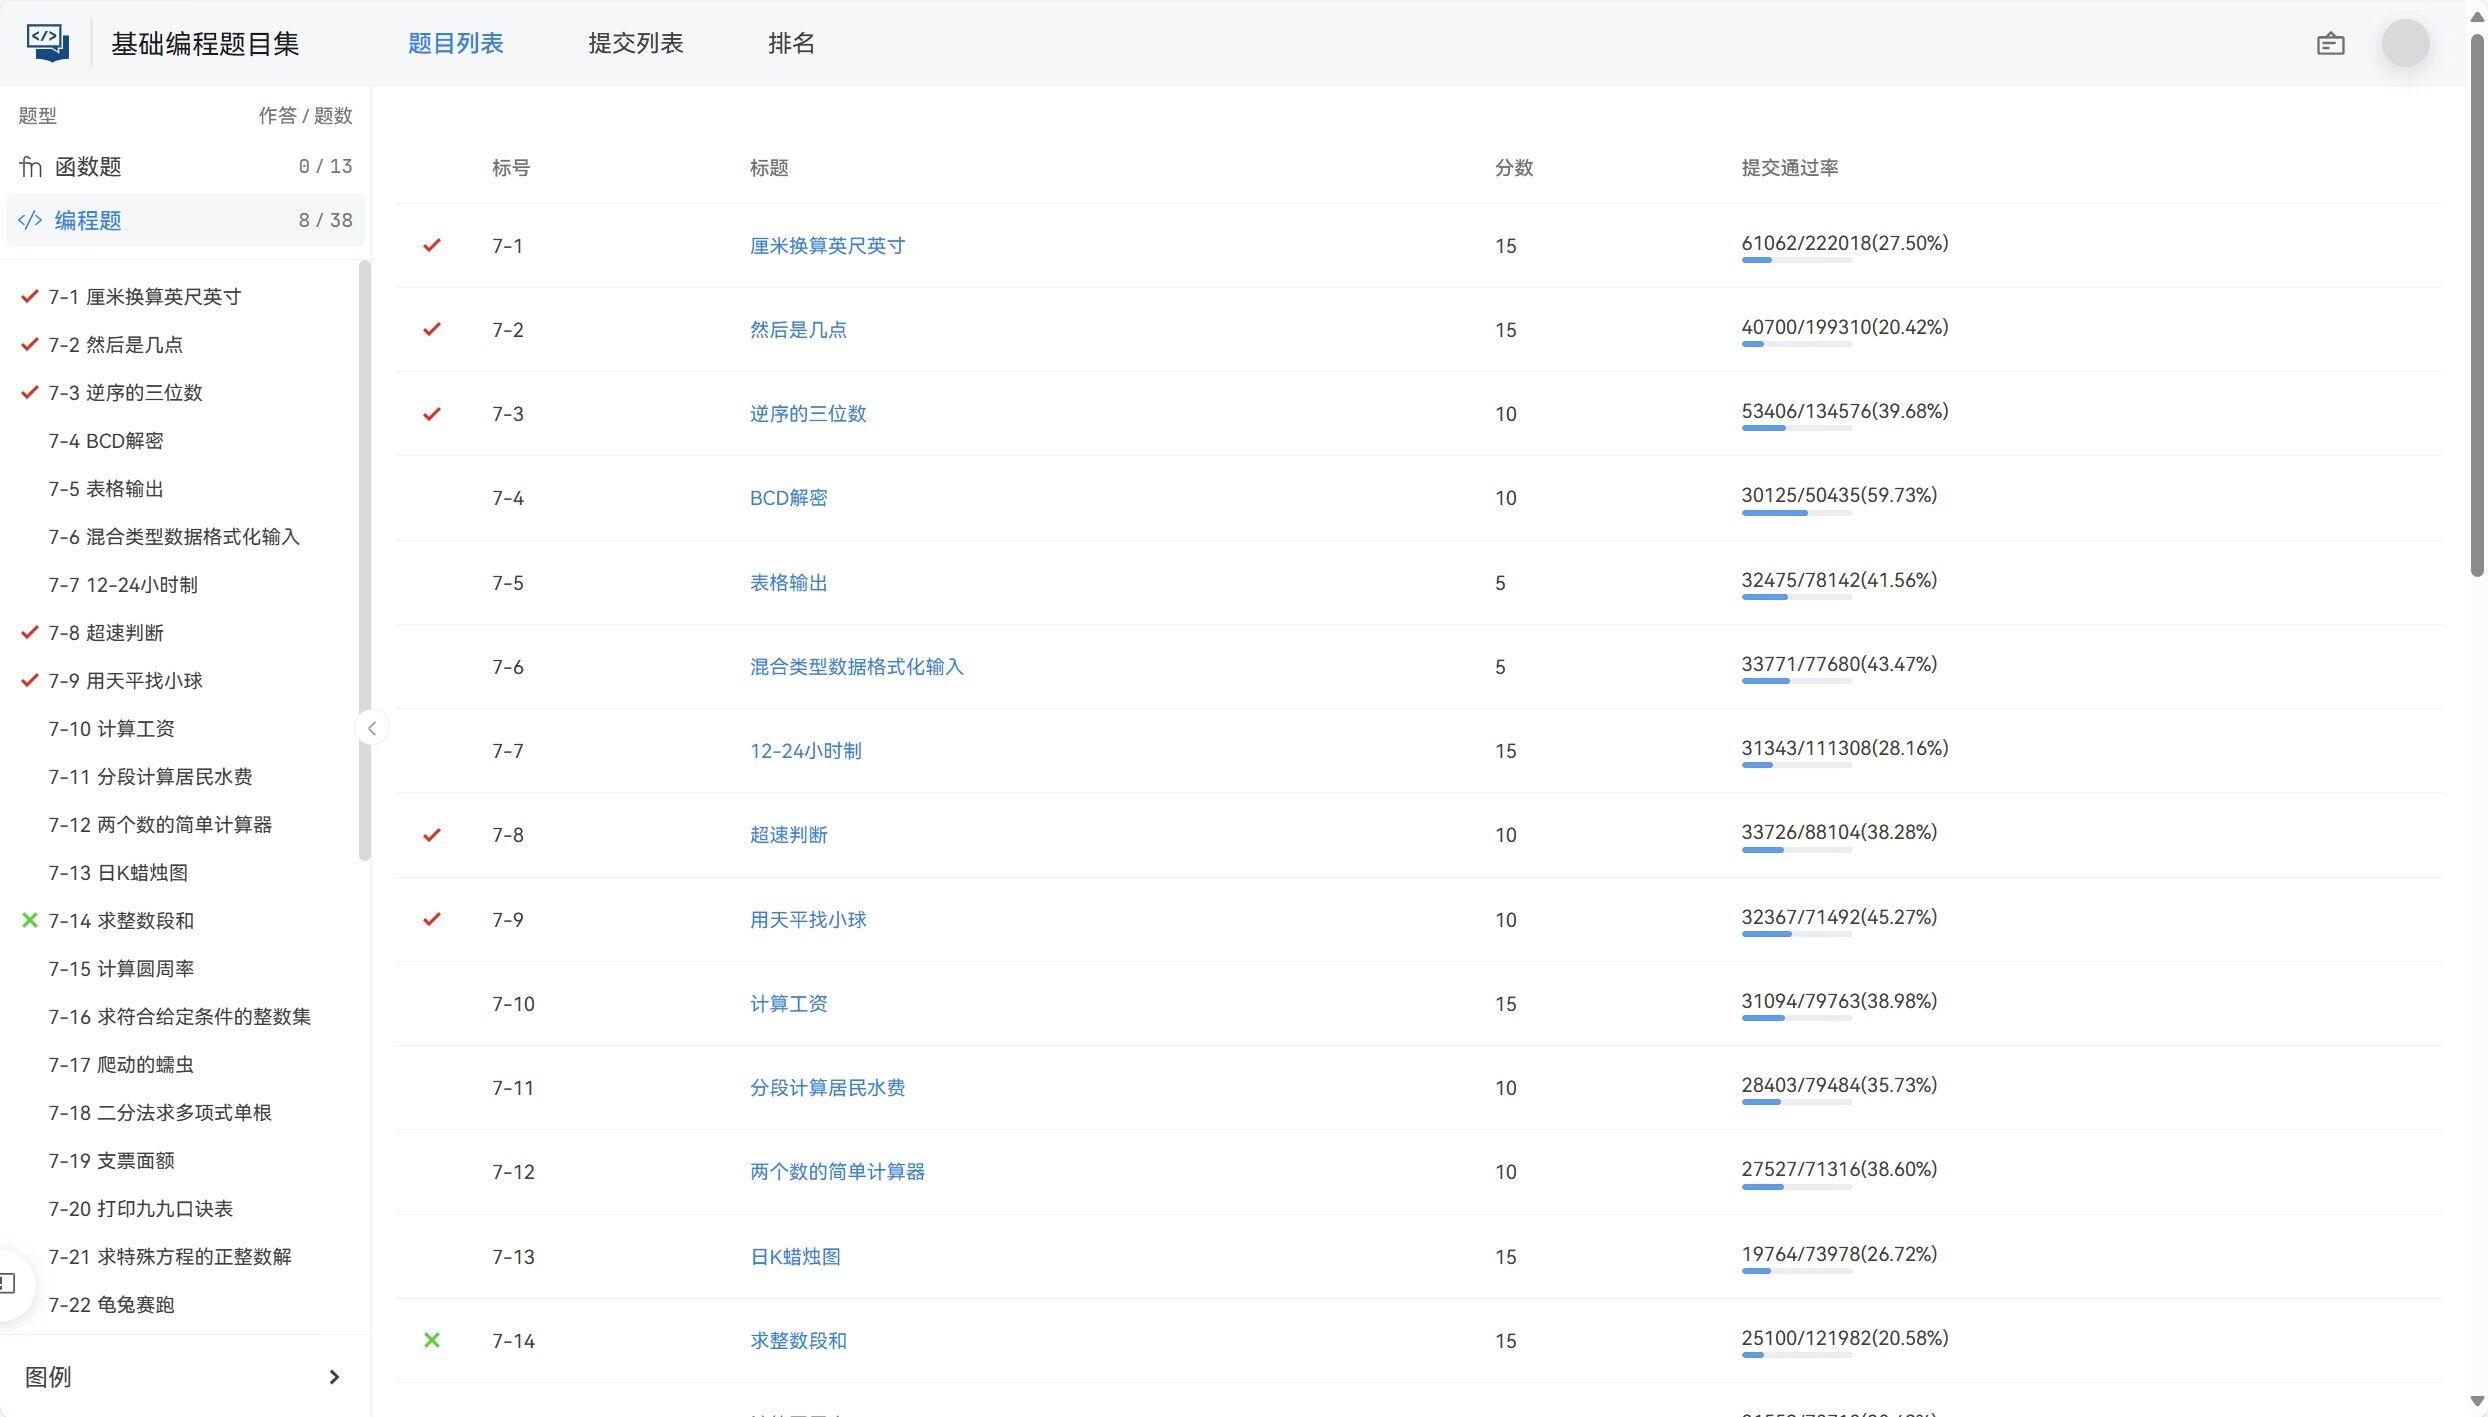 基础编程题目集 题目列表 提交列表 排名
题型 作答 / 题数
函数题 0 / 13
编程题 8 / 38
7-1 厘米换算英尺英寸
7-2 然后是几点
7-3 逆序的三位数
7-4 BCD解密
7-5 表格输出
7-6 混合类型数据格式化输入
7-7 12-24小时制
7-8 超速判断
7-9 用天平找小球
7-10 计算工资
7-11 分段计算居民水费
7-12 两个数的简单计算器
7-13 日K蜡烛图
7-14 求整数段和
7-15 计算圆周率
7-16 求符合给定条件的整数集
7-17 爬动的蠕虫
7-18 二分法求多项式单根
7-19 支票面额
7-20 打印九九口诀表
7-21 求特殊方程的正整数解
7-22 龟兔赛跑
图例
标号 标题 分数 提交通过率
7-1 厘米换算英尺英寸 15 61062/222018(27.50%)
7-2 然后是几点 15 40700/199310(20.42%)
7-3 逆序的三位数 10 53406/134576(39.68%)
7-4 BCD解密 10 30125/50435(59.73%)
7-5 表格输出 5 32475/78142(41.56%)
7-6 混合类型数据格式化输入 5 33771/77680(43.47%)
7-7 12-24小时制 15 31343/111308(28.16%)
7-8 超速判断 10 33726/88104(38.28%)
7-9 用天平找小球 10 32367/71492(45.27%)
7-10 计算工资 15 31094/79763(38.98%)
7-11 分段计算居民水费 10 28403/79484(35.73%)
7-12 两个数的简单计算器 10 27527/71316(38.60%)
7-13 日K蜡烛图 15 19764/73978(26.72%)
7-14 求整数段和 15 25100/121982(20.58%)